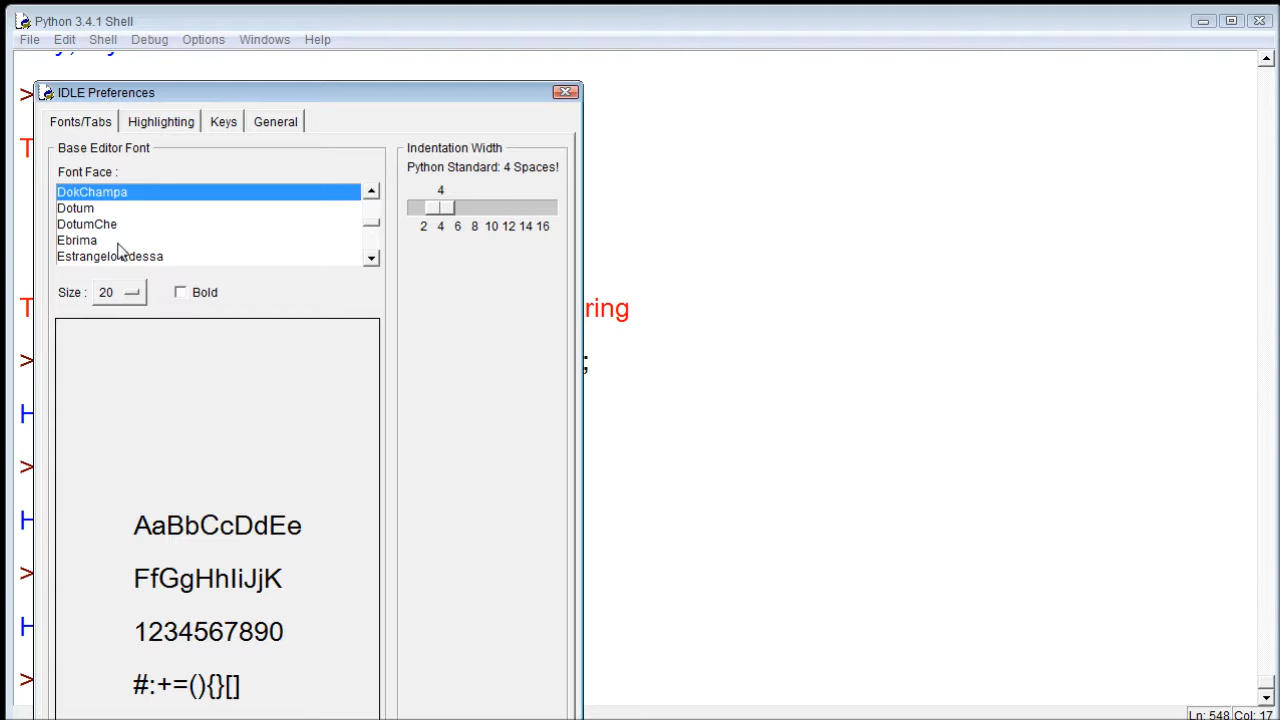 Python 3.4.1 Shell
File Edit Shell Debug Options Windows Help
>
IDLE Preferences
Fonts/Tabs Highlighting Keys General
Base Editor Font
Indentation Width
Font Face :
Python Standard: 4 Spaces!
DokChampa
4
Dotum
DotumChe
2 4 6 8 10 12 14 16
Ebrima
Estrangelo Edessa
Size : 20 Bold
T
T
ring
>
;
H
>
AaBbCcDdEe
H
>
FfGgHhIiJjK
H
1234567890
>
#:+=(){}[]
Ln: 548 Col: 17